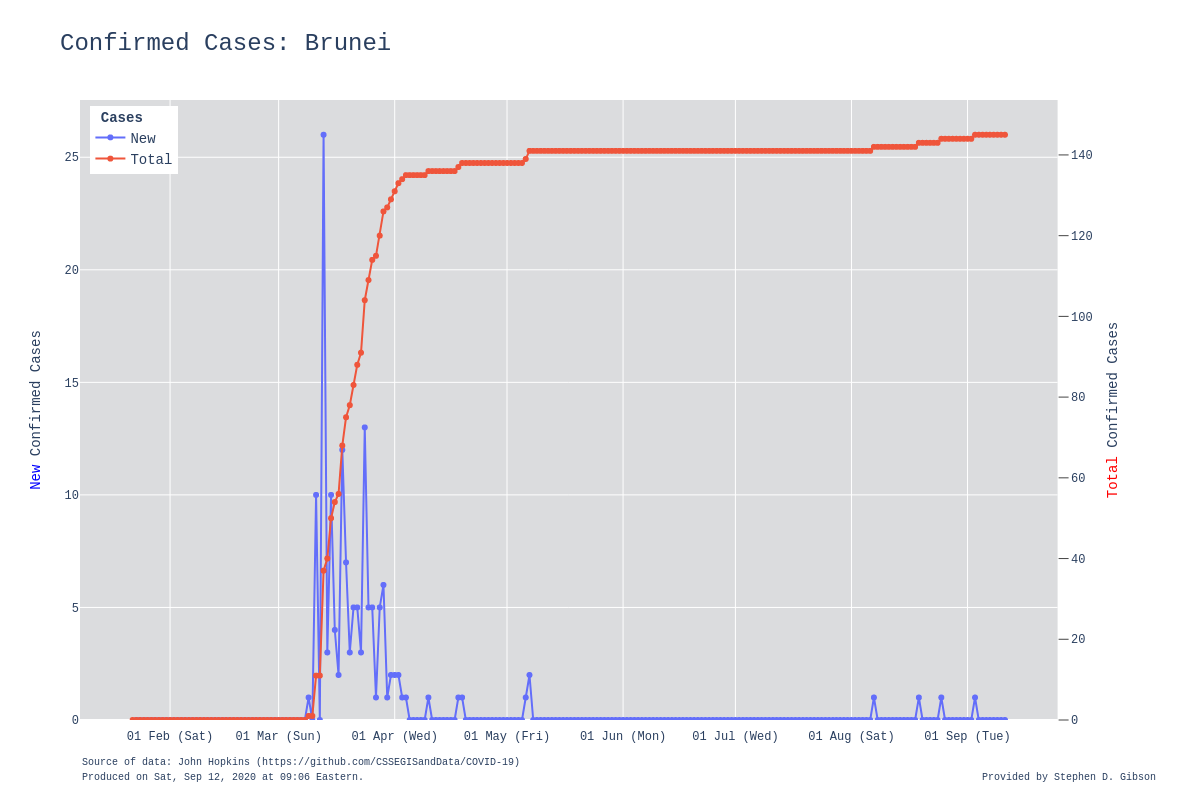 Confirmed Cases: Brunei
Cases
New
Total
25
20
15
10
5
0
New Confirmed Cases
140
120
100
80
60
40
20
0
Total Confirmed Cases
01 Feb (Sat)
01 Mar (Sun)
01 Apr (Wed)
01 May (Fri)
01 Jun (Mon)
01 Jul (Wed)
01 Aug (Sat)
01 Sep (Tue)
Source of data: John Hopkins (https://github.com/CSSEGISandData/COVID-19)
Produced on Sat, Sep 12, 2020 at 09:06 Eastern.
Provided by Stephen D. Gibson